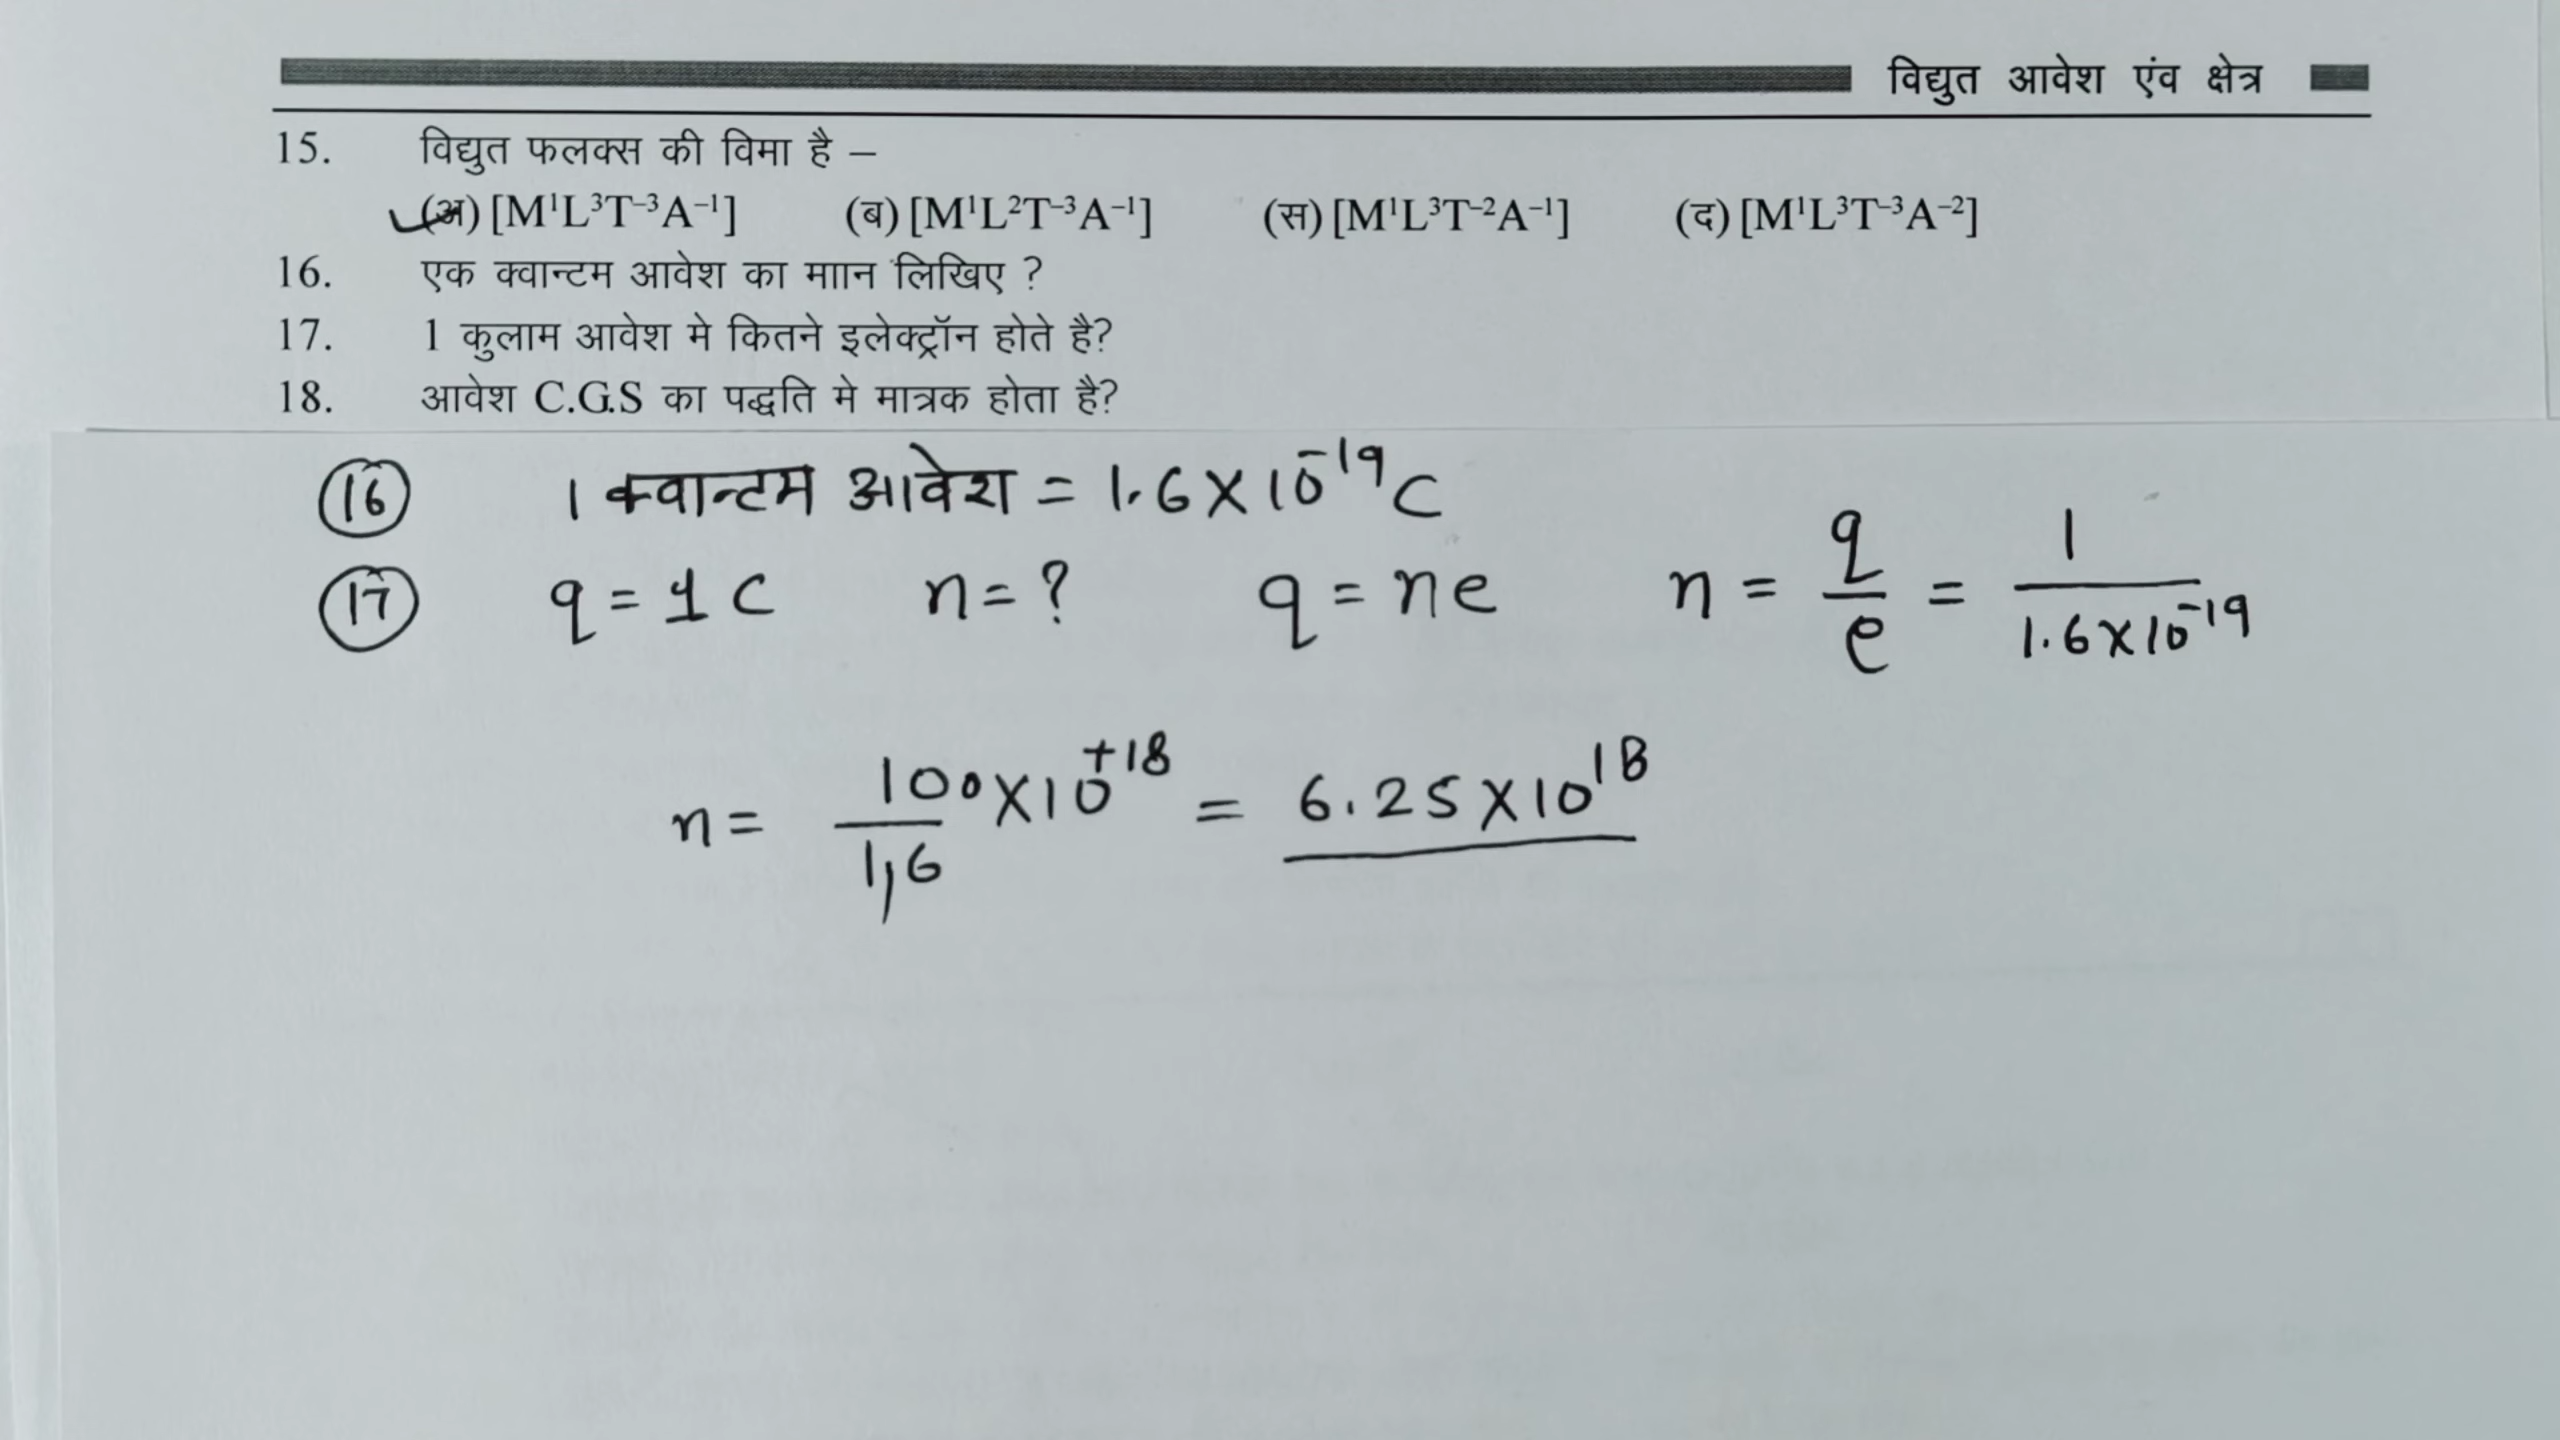 विद्युत आवेश एंव क्षेत्र
15. विद्युत फलक्स की विमा है –
(अ) [M¹L³T⁻³A⁻¹] (ब) [M¹L²T⁻³A⁻¹] (स) [M¹L³T⁻²A⁻¹] (द) [M¹L³T⁻³A⁻²]
16. एक क्वान्टम आवेश का माान लिखिए ?
17. 1 कुलाम आवेश मे कितने इलेक्ट्रॉन होते है?
18. आवेश C.G.S का पद्धति मे मात्रक होता है?
(16) 1 क्वान्टम आवेश = 1.6×10⁻¹⁹ C
(17) q = 1 C n = ? q = ne n = q/e = 1/1.6×10⁻¹⁹
n = 100/1,6 ×10⁺¹⁸ = 6.25×10¹⁸